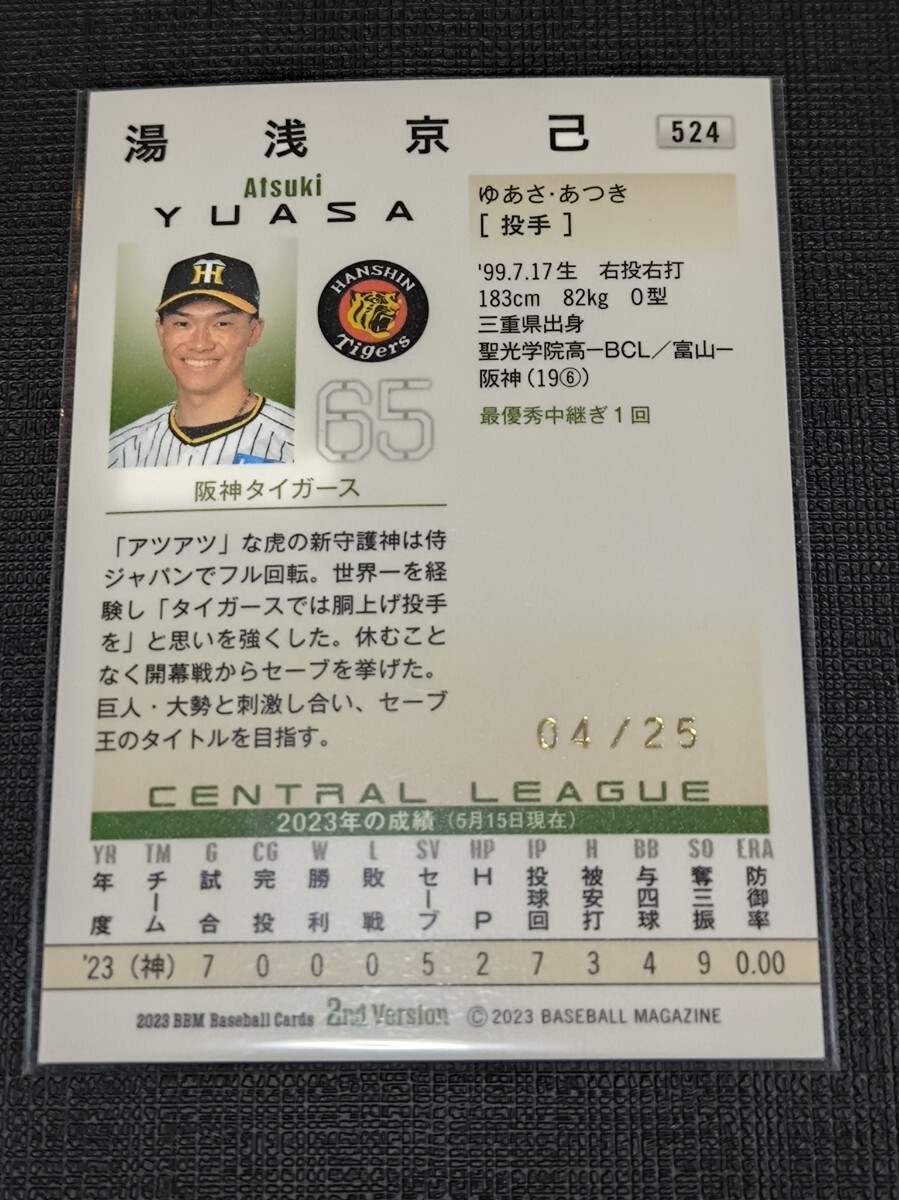 湯浅京己
524
Atsuki
YUASA
ゆあさ・あつき
[ 投手 ]
'99.7.17生 右投右打
183cm 82kg O型
三重県出身
聖光学院高ーBCL／富山ー
阪神（19⑥）
最優秀中継ぎ1回
HANSHIN
Tigers
65
阪神タイガース
「アツアツ」な虎の新守護神は侍
ジャパンでフル回転。世界一を経
験し「タイガースでは胴上げ投手
を」と思いを強くした。休むこと
なく開幕戦からセーブを挙げた。
巨人・大勢と刺激し合い、セーブ
王のタイトルを目指す。
04/25
CENTRAL LEAGUE
2023年の成績（5月15日現在）
YR TM G CG W L SV HP IP H BB SO ERA
年度 チーム 試合 完投 勝利 敗戦 セーブ HP 投球回 被安打 与四球 奪三振 防御率
'23 （神） 7 0 0 0 5 2 7 3 4 9 0.00
2023 BBM Baseball Cards 2nd Version © 2023 BASEBALL MAGAZINE